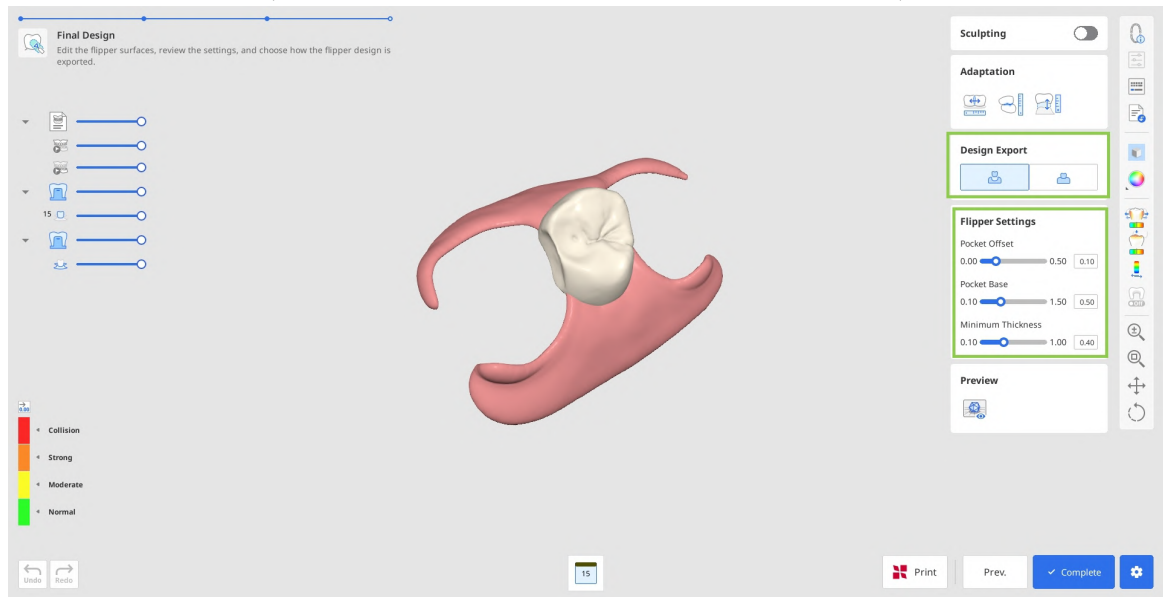 Final Design
Edit the flipper surfaces, review the settings, and choose how the flipper design is
exported.
15
0.00
Collision
Strong
Moderate
Normal
Undo
Redo
15
Sculpting
Adaptation
Design Export
Flipper Settings
Pocket Offset
0.00 0.50 0.10
Pocket Base
0.10 1.50 0.50
Minimum Thickness
0.10 1.00 0.40
Preview
Print
Prev.
Complete